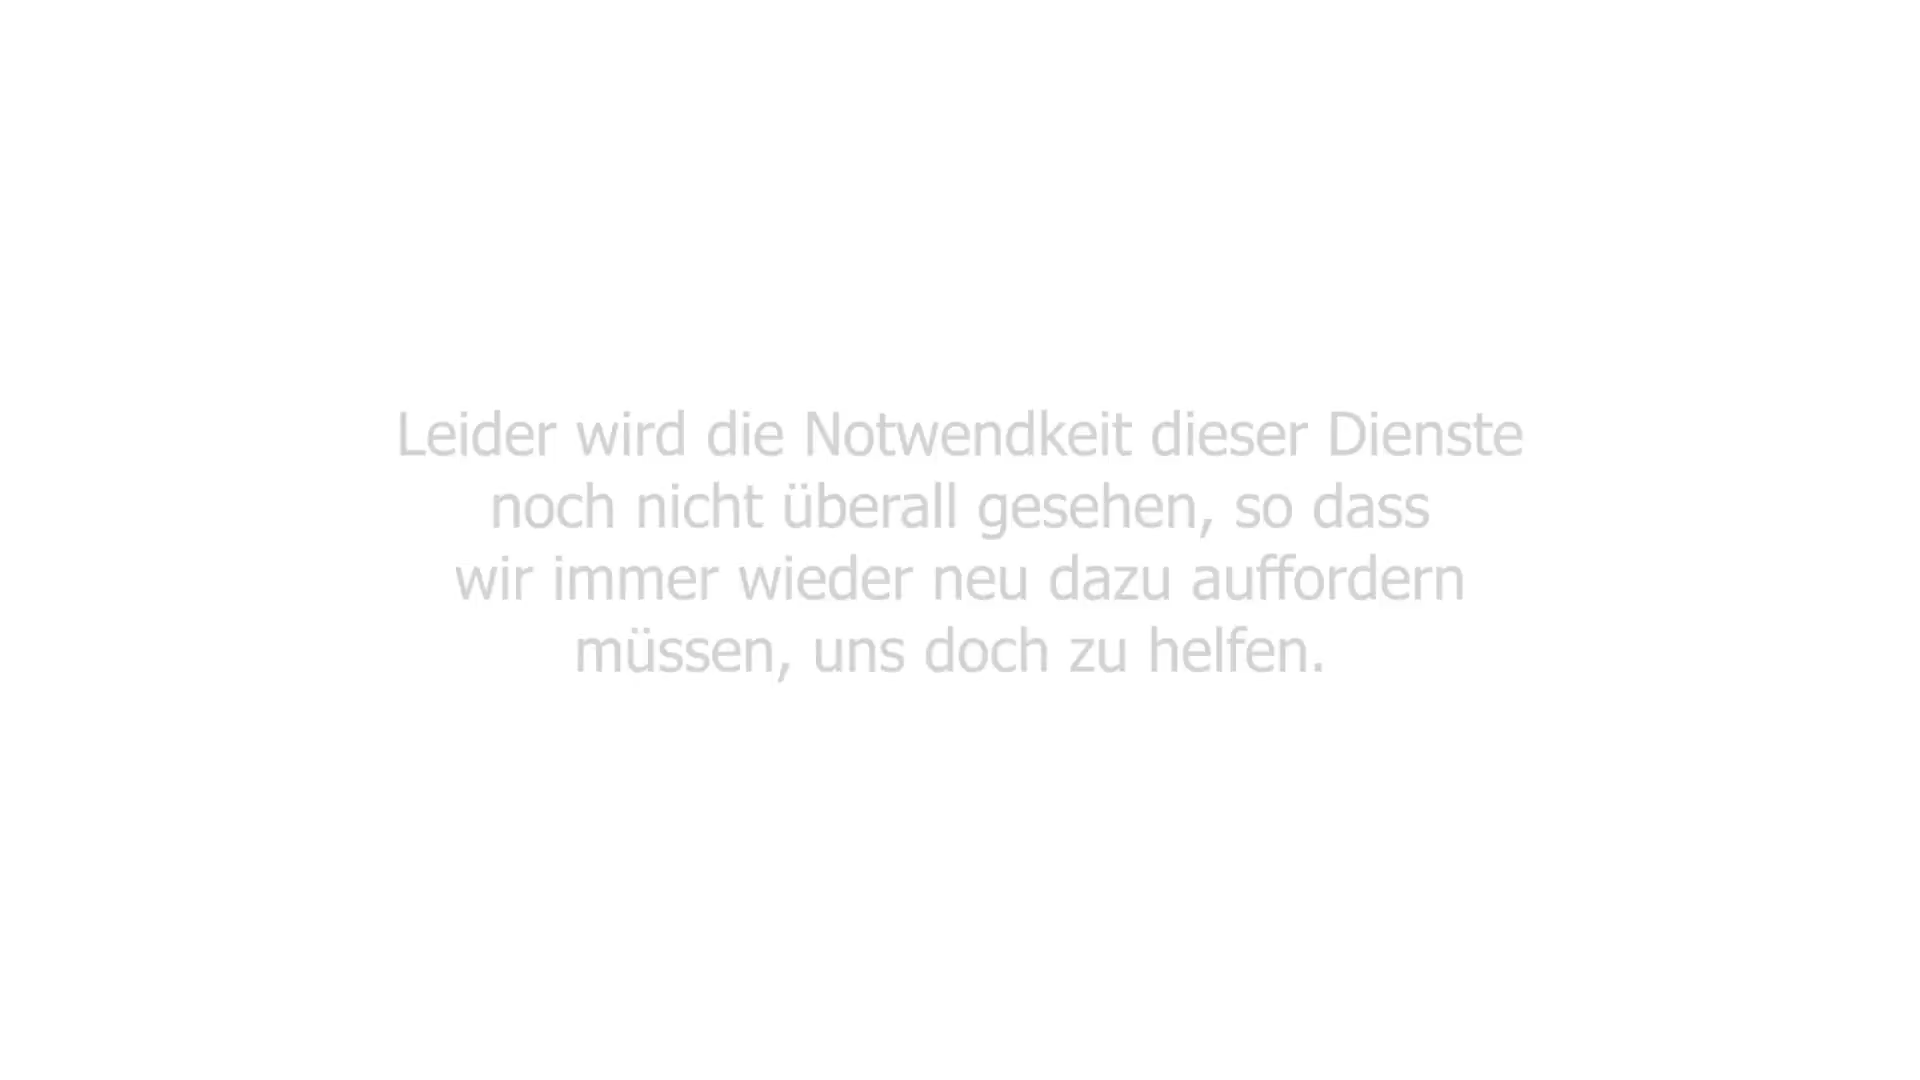 Leider wird die Notwendkeit dieser Dienste
noch nicht überall gesehen, so dass
wir immer wieder neu dazu auffordern
müssen, uns doch zu helfen.